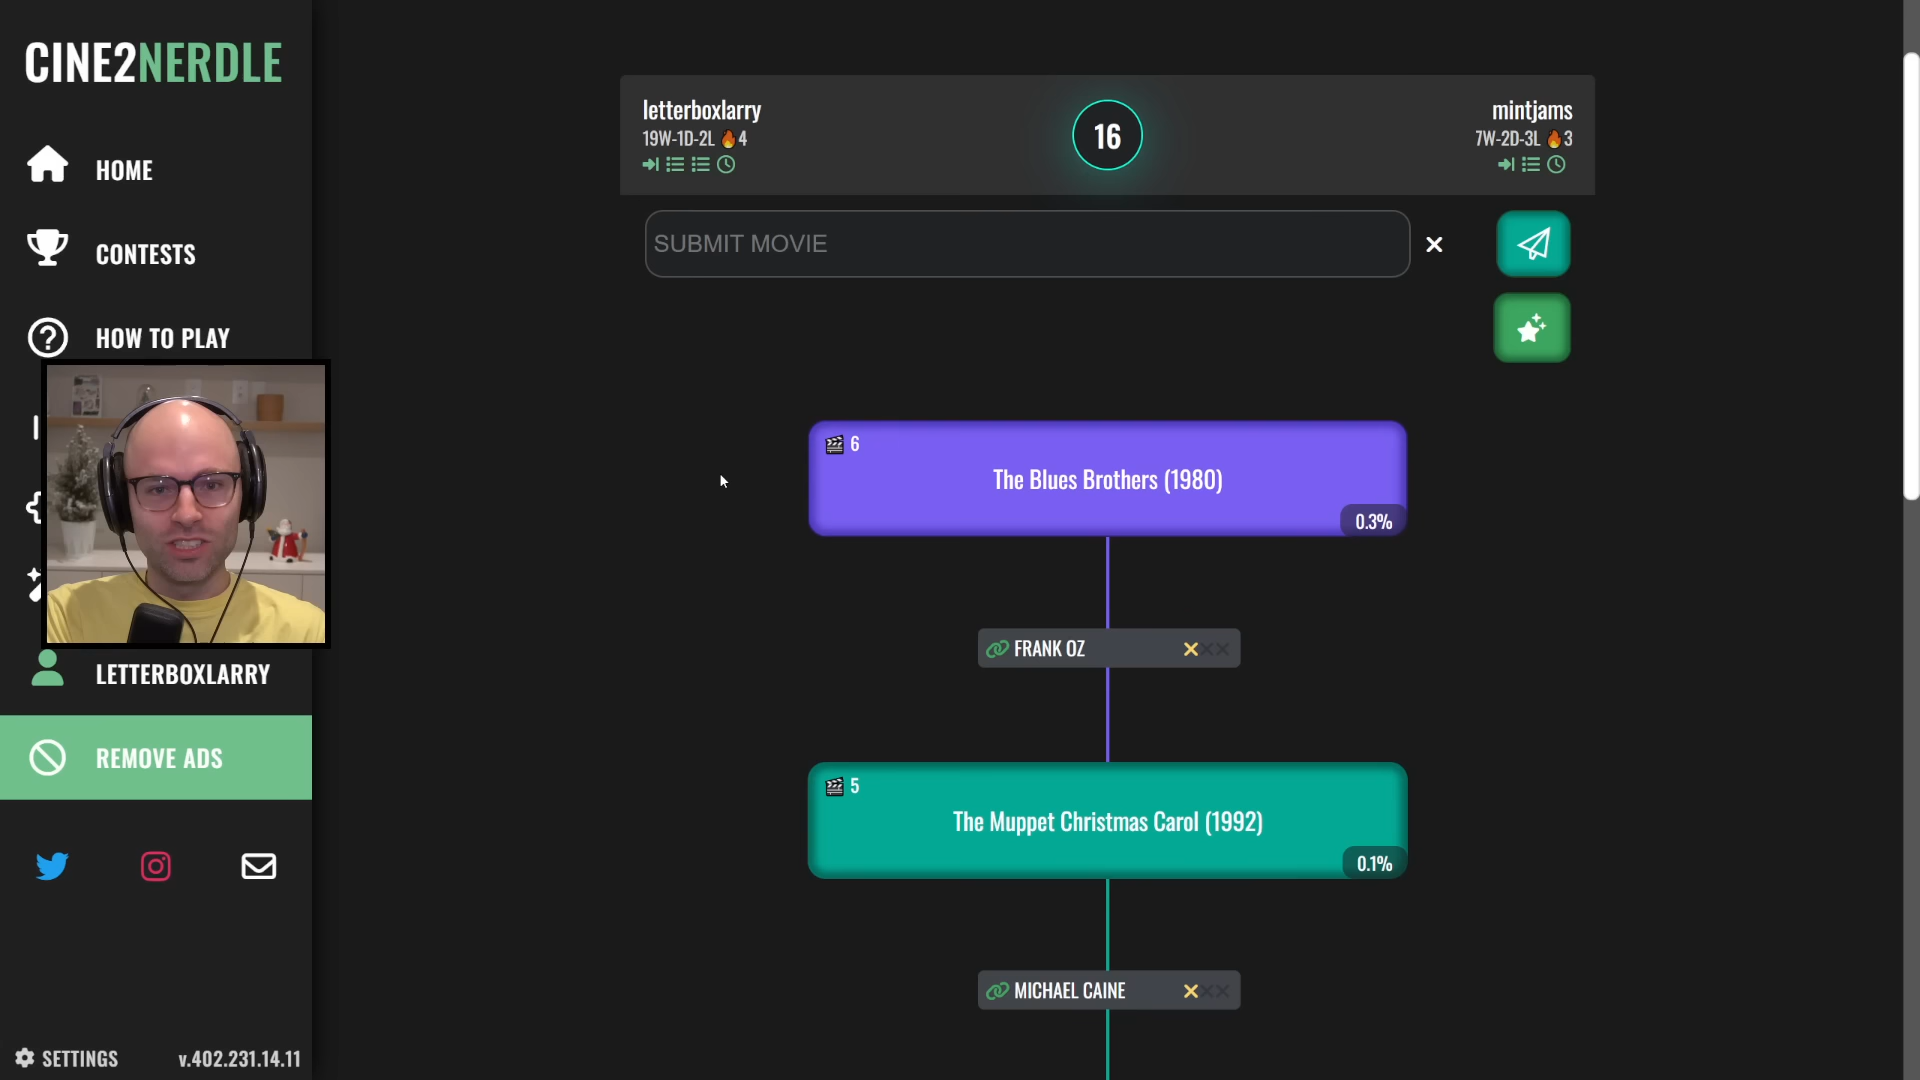 CINE2NERDLE
HOME
CONTESTS
HOW TO PLAY
LETTERBOXLARRY
REMOVE ADS
SETTINGS
v.402.231.14.11
letterboxlarry
19W-1D-2L 🔥4
16
mintjams
7W-2D-3L 🔥3
SUBMIT MOVIE
6
The Blues Brothers (1980)
0.3%
FRANK OZ
5
The Muppet Christmas Carol (1992)
0.1%
MICHAEL CAINE